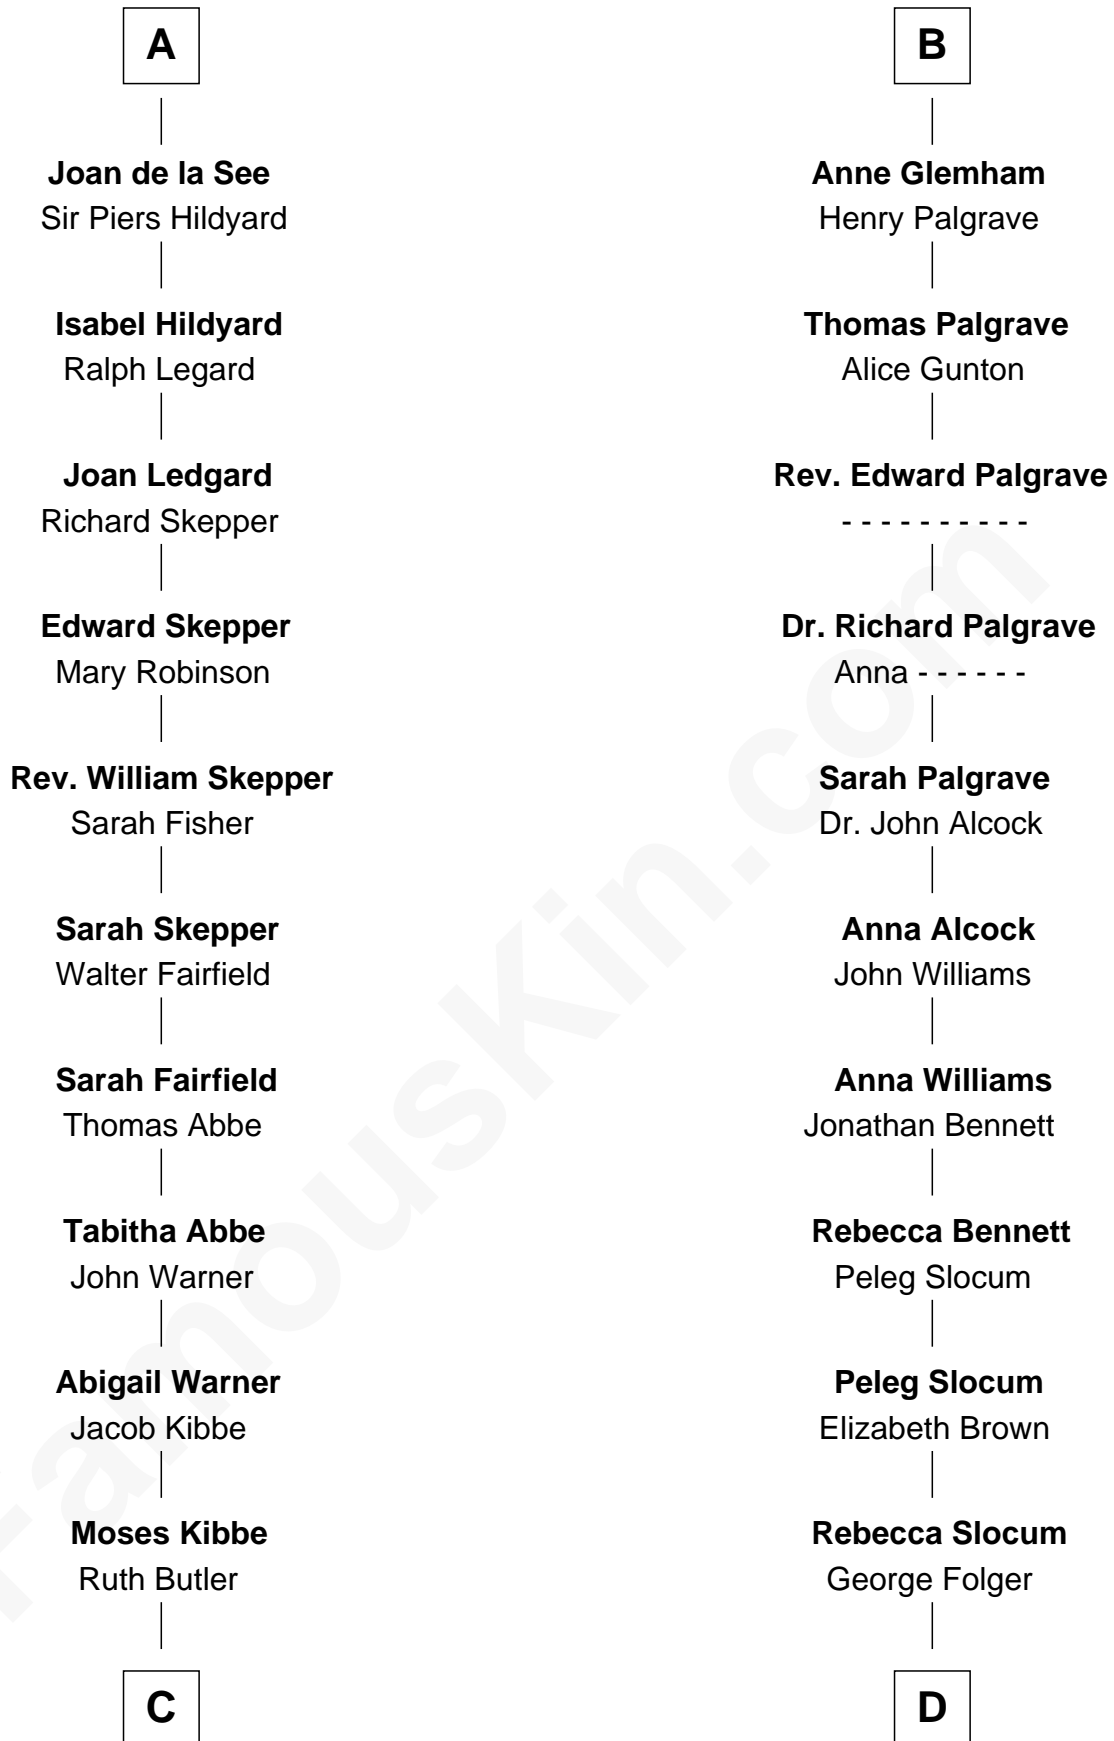 A
Joan de la See
Sir Piers Hildyard
Isabel Hildyard
Ralph Legard
Joan Ledgard
Richard Skepper
Edward Skepper
Mary Robinson
Rev. William Skepper
Sarah Fisher
Sarah Skepper
Walter Fairfield
Sarah Fairfield
Thomas Abbe
Tabitha Abbe
John Warner
Abigail Warner
Jacob Kibbe
Moses Kibbe
Ruth Butler
C
B
Anne Glemham
Henry Palgrave
Thomas Palgrave
Alice Gunton
Rev. Edward Palgrave
- - - - - - - - - -
Dr. Richard Palgrave
Anna - - - - - -
Sarah Palgrave
Dr. John Alcock
Anna Alcock
John Williams
Anna Williams
Jonathan Bennett
Rebecca Bennett
Peleg Slocum
Peleg Slocum
Elizabeth Brown
Rebecca Slocum
George Folger
D
FamousKin.com